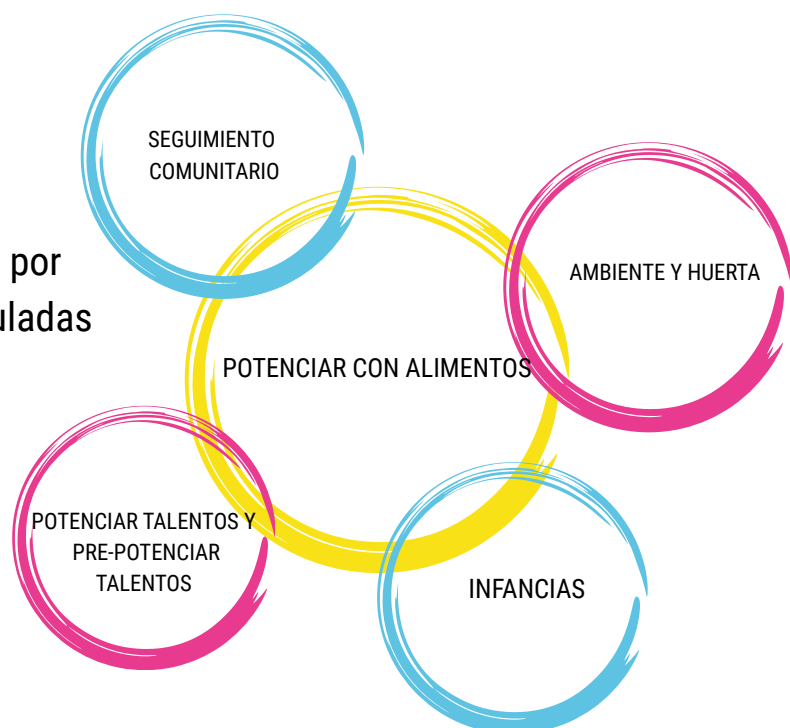 SEGUIMIENTO
COMUNITARIO
por
uladas
AMBIENTE Y HUERTA
POTENCIAR CON ALIMENTOS
POTENCIAR TALENTOS Y
PRE-POTENCIAR
TALENTOS
INFANCIAS